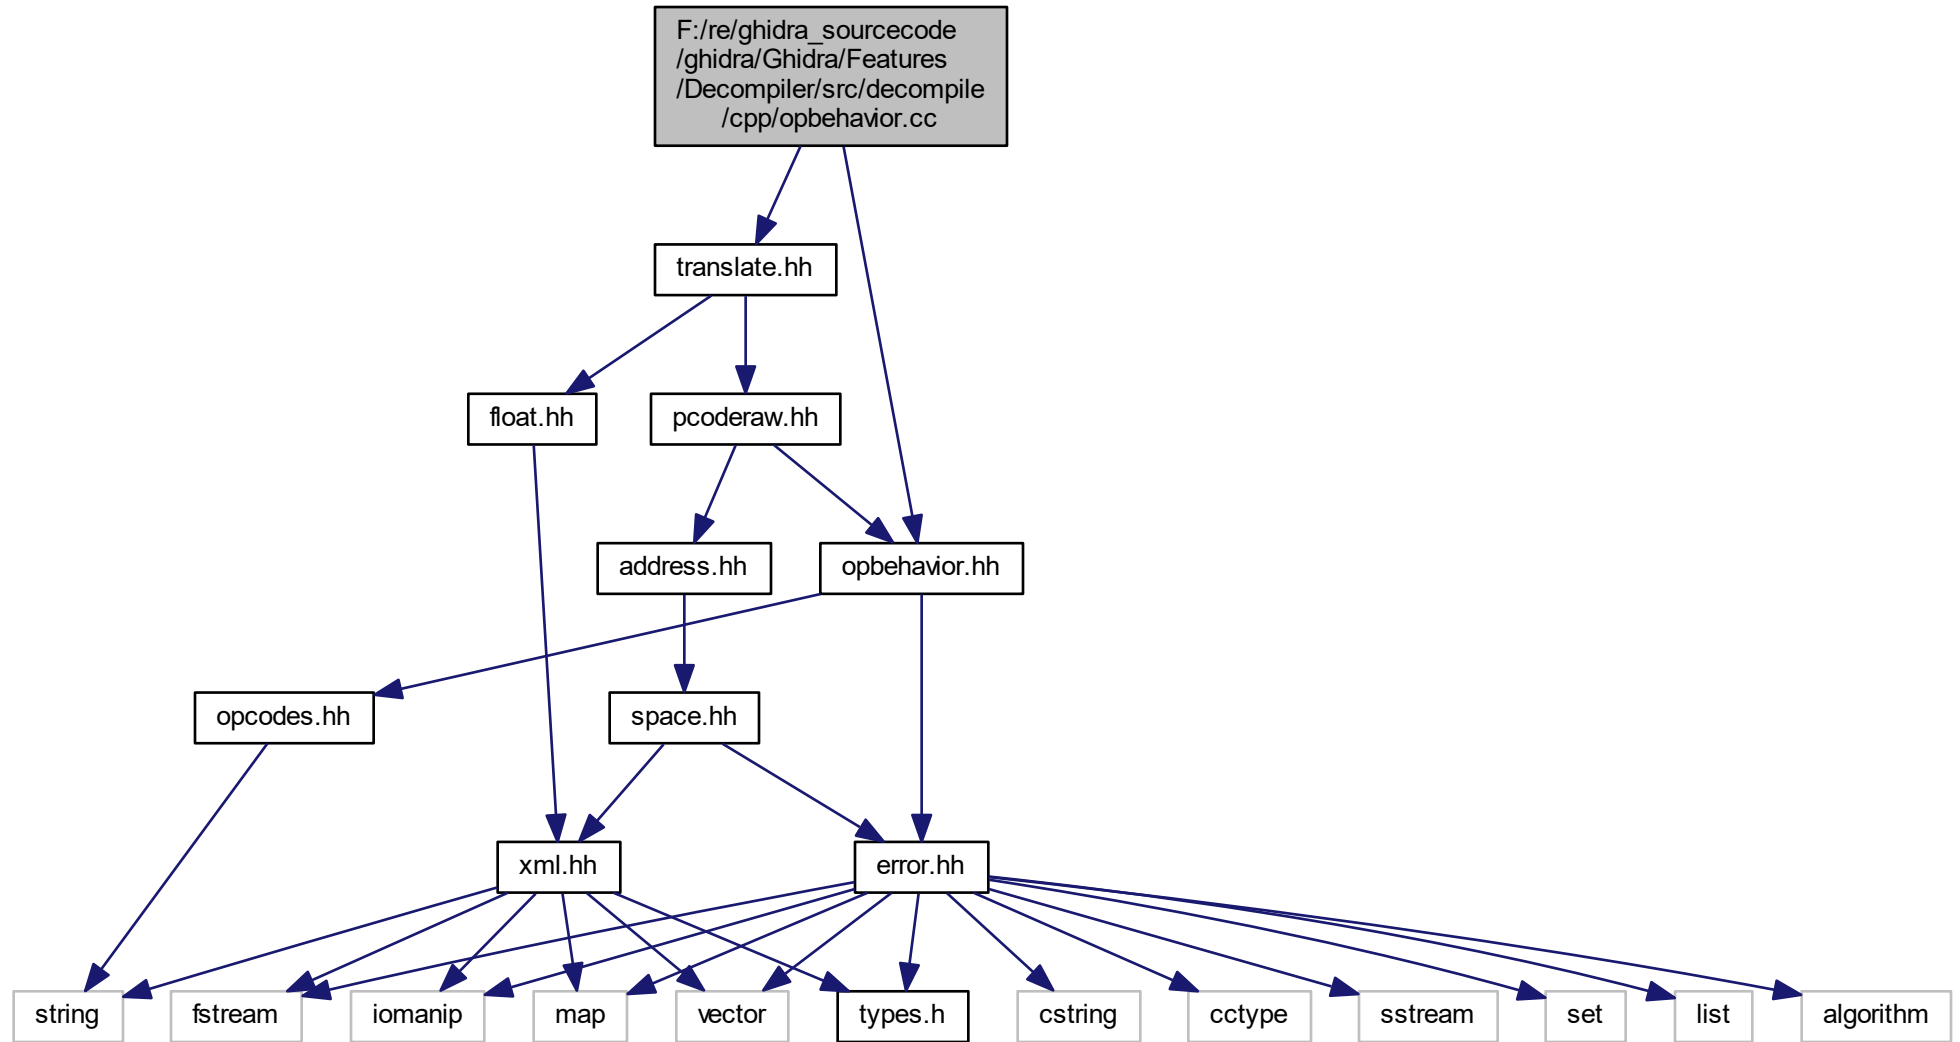 F:/re/ghidra_sourcecode
/ghidra/Ghidra/Features
/Decompiler/src/decompile
/cpp/opbehavior.cc
translate.hh
float.hh
pcoderaw.hh
address.hh
opbehavior.hh
opcodes.hh
space.hh
xml.hh
error.hh
string
fstream
iomanip
map
vector
types.h
cstring
cctype
sstream
set
list
algorithm